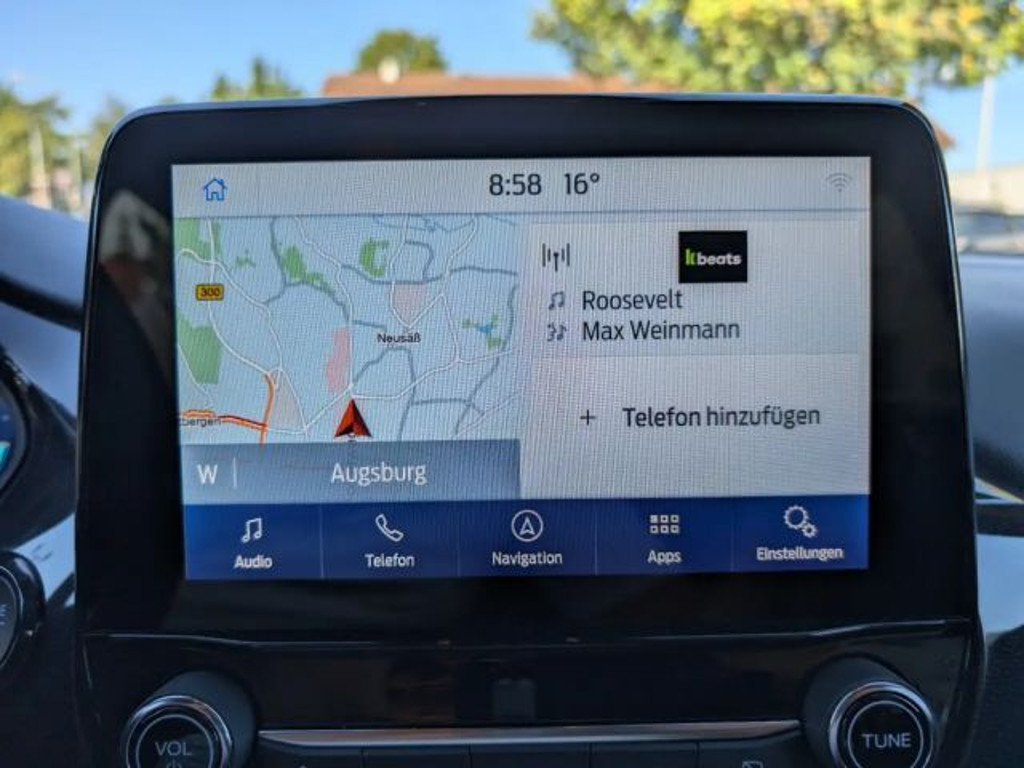 8:58 16°
300
kbeats
Roosevelt
Neusäß
Max Weinmann
bergen
+ Telefon hinzufügen
W Augsburg
Audio
Telefon
Navigation
Apps
Einstellungen
VOL
TUNE